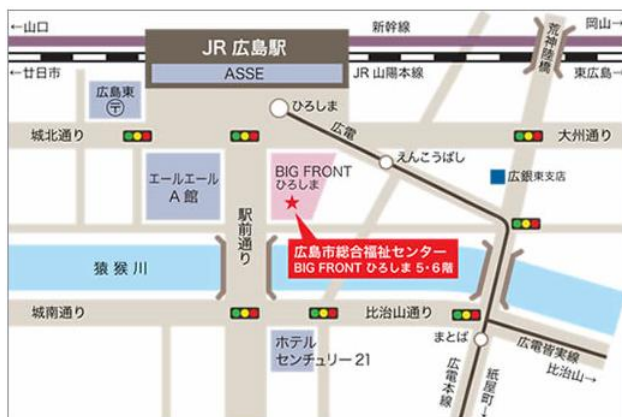 ←山口
新幹線
岡山→
JR 広島駅
ASSE
荒神陸橋
←廿日市
JR 山陽本線
東広島→
広島東
〒
ひろしま
城北通り
広電
大州通り
えんこうばし
エールエール
A 館
BIG FRONT
ひろしま
広銀東支店
駅前通り
広島市総合福祉センター
BIG FRONT ひろしま 5・6階
猿猴川
城南通り
比治山通り
まとば
ホテル
センチュリー21
広電皆実線
比治山→
広電本線
紙屋町→